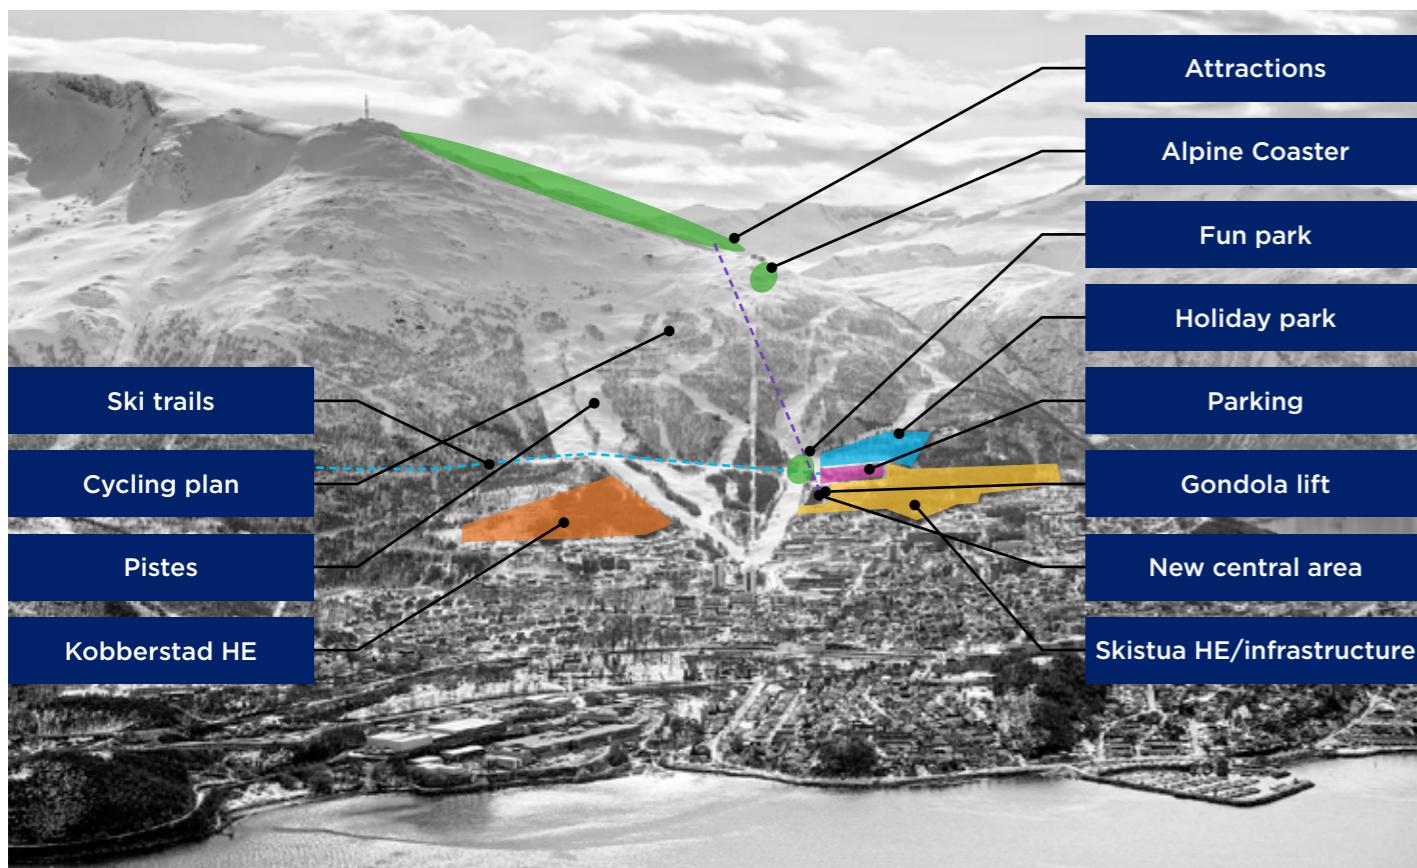 Attractions
Alpine Coaster
Fun park
Holiday park
Parking
Gondola lift
New central area
Skistua HE/infrastructure
Ski trails
Cycling plan
Pistes
Kobberstad HE